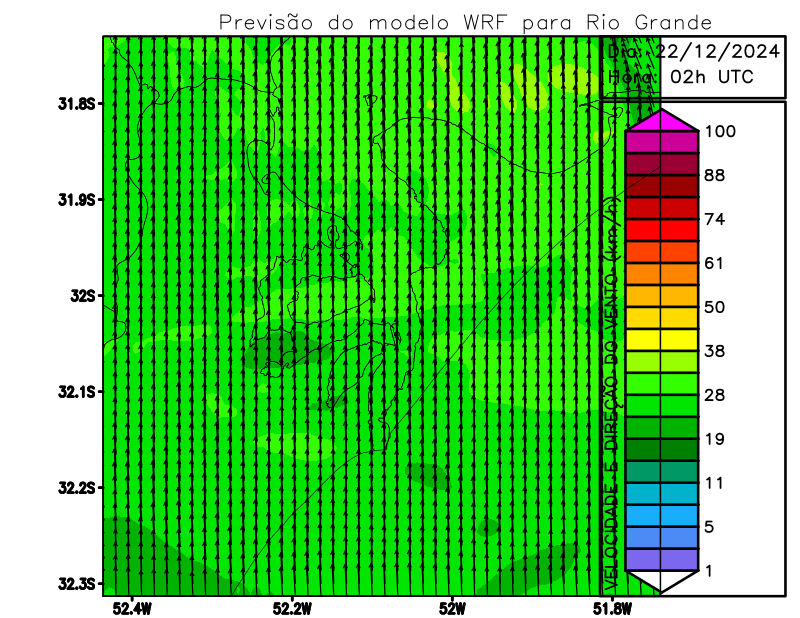 Previsão do modelo WRF para Rio Grande
Dia: 22/12/2024
Hora: 02h UTC
31.8S
31.9S
32S
32.1S
32.2S
32.3S
52.4W
52.2W
52W
51.8W
VELOCIDADE E DIREÇÃO DO VENTO (km/h)
100
88
74
61
50
38
28
19
11
5
1